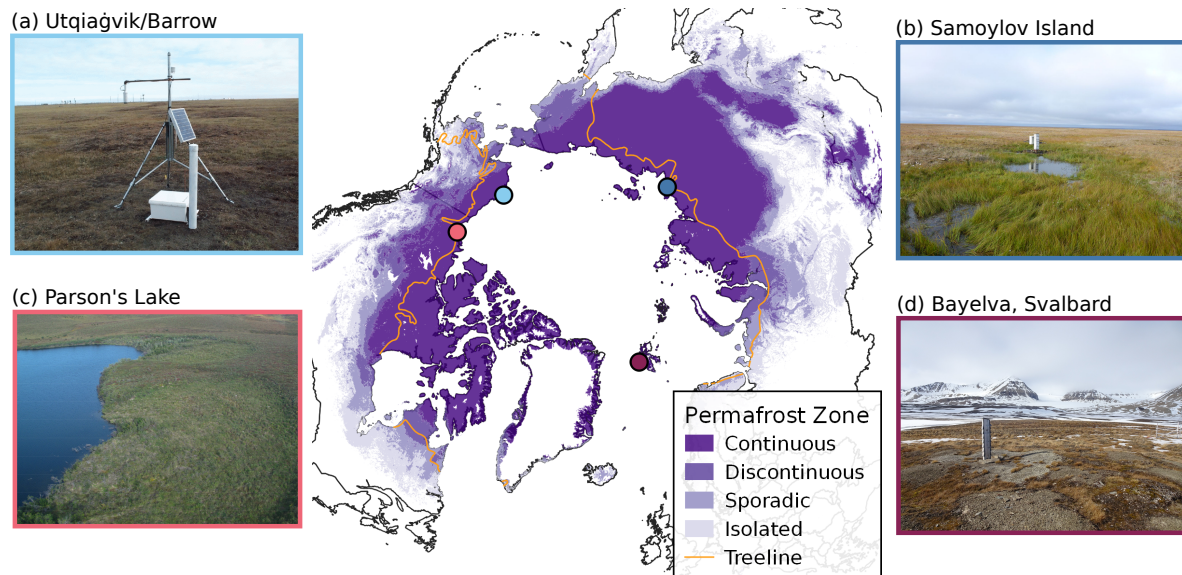 (a) Utqiaġvik/Barrow
(b) Samoylov Island
(c) Parson's Lake
(d) Bayelva, Svalbard
Permafrost Zone
Continuous
Discontinuous
Sporadic
Isolated
Treeline